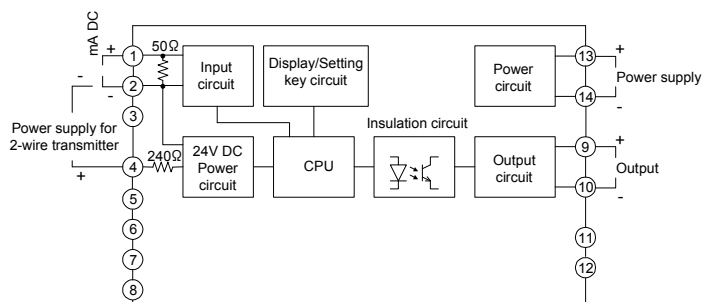 mA DC
+
1
50Ω
-
2
-
3
Power supply for
2-wire transmitter
+
4
240Ω
5
6
7
8
Input
circuit
Display/Setting
key circuit
24V DC
Power
circuit
CPU
Insulation circuit
Power
circuit
Output
circuit
13
+
Power supply
14
-
9
+
Output
10
-
11
12